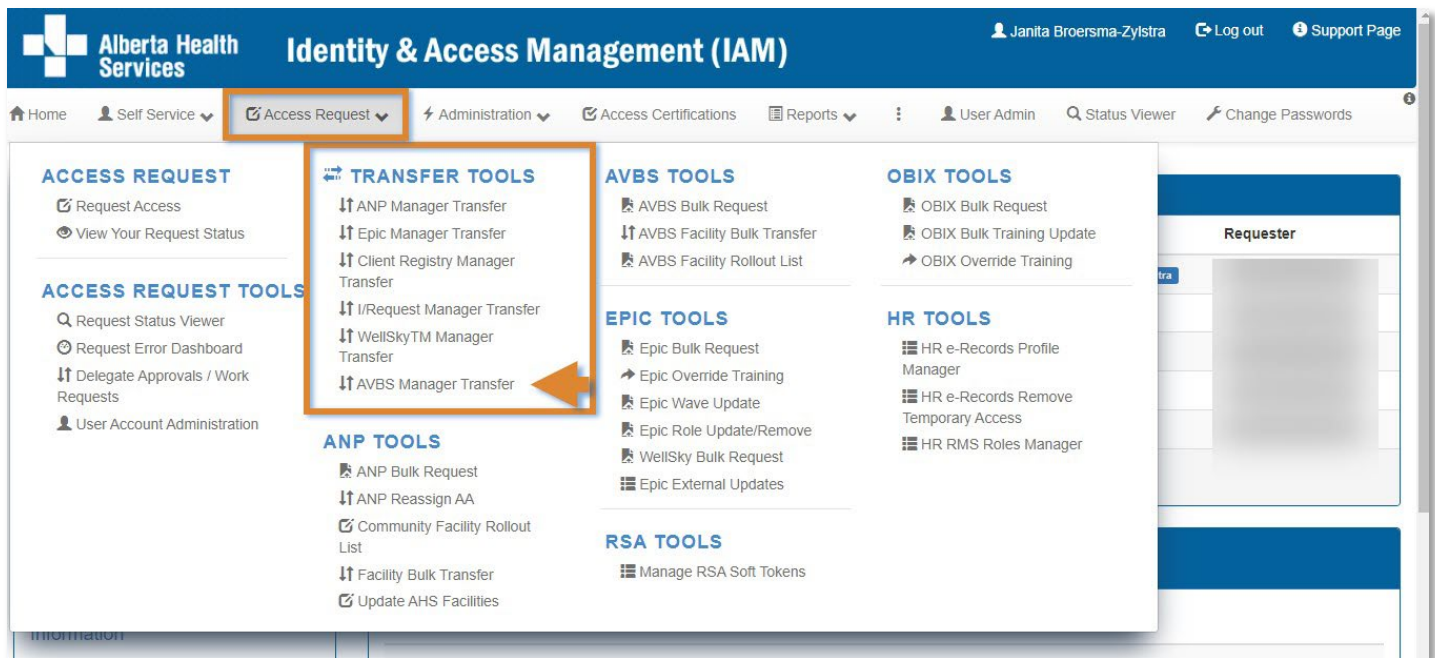 Alberta Health
Services
Identity & Access Management (IAM)
Janita Broersma-Zylstra
Log out
Support Page
Home
Self Service
Access Request
Administration
Access Certifications
Reports
User Admin
Status Viewer
Change Passwords
ACCESS REQUEST
Request Access
View Your Request Status
ACCESS REQUEST TOOLS
Request Status Viewer
Request Error Dashboard
Delegate Approvals / Work
Requests
User Account Administration
TRANSFER TOOLS
ANP Manager Transfer
Epic Manager Transfer
Client Registry Manager
Transfer
I/Request Manager Transfer
WellSkyTM Manager
Transfer
AVBS Manager Transfer
ANP TOOLS
ANP Bulk Request
ANP Reassign AA
Community Facility Rollout
List
Facility Bulk Transfer
Update AHS Facilities
AVBS TOOLS
AVBS Bulk Request
AVBS Facility Bulk Transfer
AVBS Facility Rollout List
EPIC TOOLS
Epic Bulk Request
Epic Override Training
Epic Wave Update
Epic Role Update/Remove
WellSky Bulk Request
Epic External Updates
RSA TOOLS
Manage RSA Soft Tokens
OBIX TOOLS
OBIX Bulk Request
OBIX Bulk Training Update
OBIX Override Training
HR TOOLS
HR e-Records Profile
Manager
HR e-Records Remove
Temporary Access
HR RMS Roles Manager
Requester
tra
Information